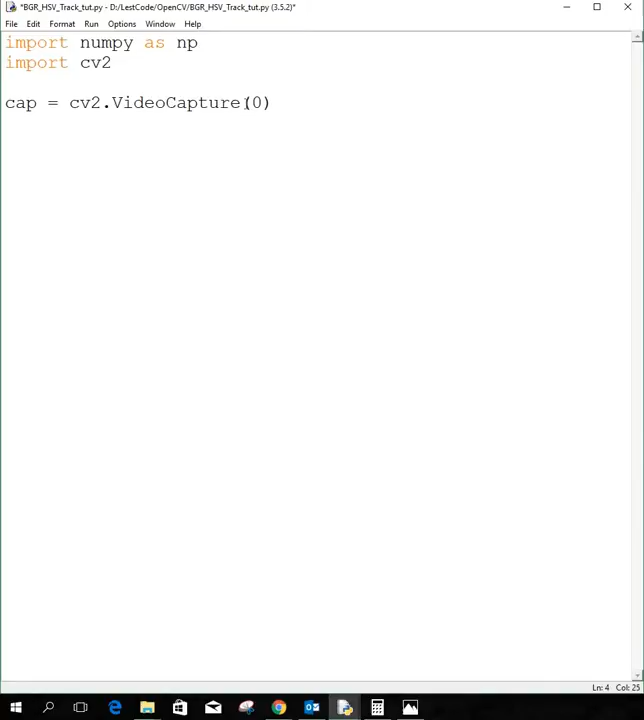 *BGR_HSV_Track_tut.py - D:/LestCode/OpenCV/BGR_HSV_Track_tut.py (3.5.2)*
File Edit Format Run Options Window Help
import numpy as np
import cv2
cap = cv2.VideoCapture(0)
Ln: 4 Col: 25